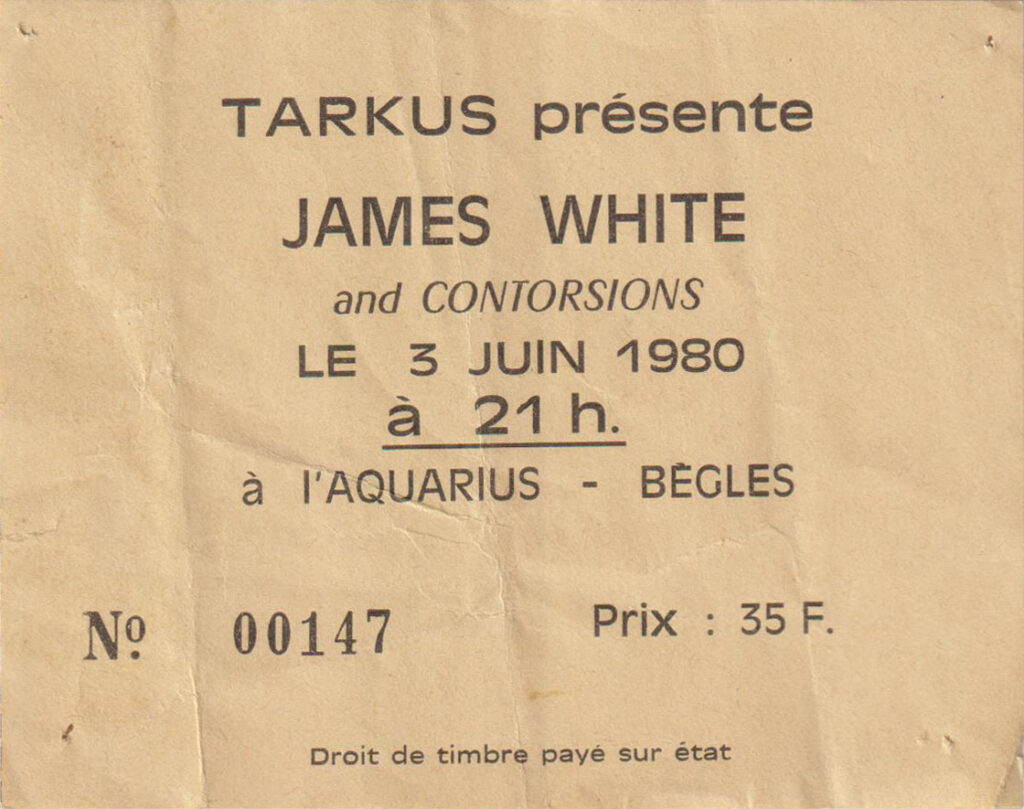 TARKUS présente
JAMES WHITE
and CONTORSIONS
LE 3 JUIN 1980
à 21 h.
à l'AQUARIUS - BÈGLES
Nº 00147
Prix : 35 F.
Droit de timbre payé sur état